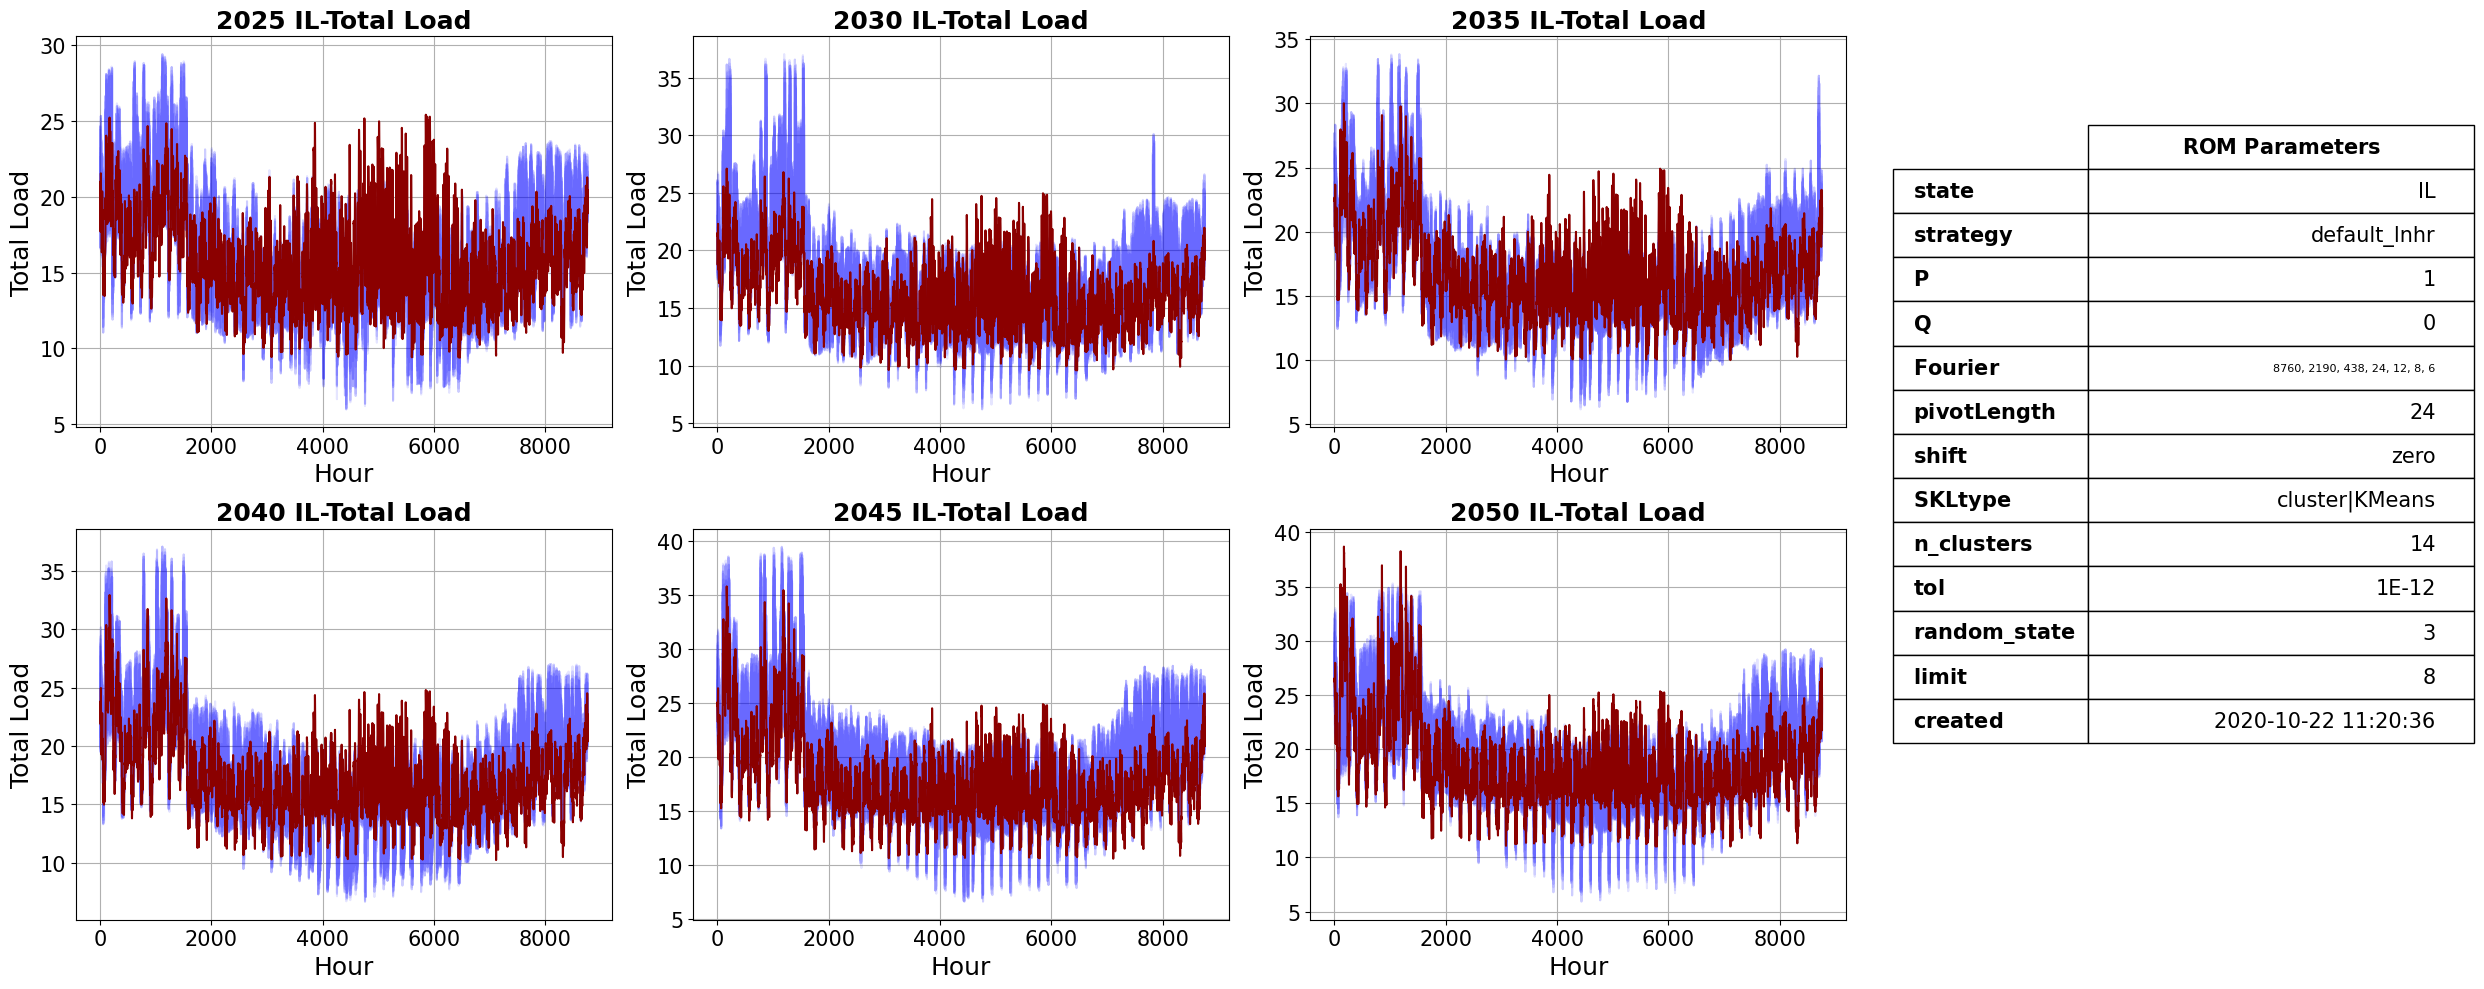 2025 IL-Total Load
30
25
20
15
10
5
Total Load
0 2000 4000 6000 8000
Hour
2030 IL-Total Load
35
30
25
20
15
10
5
Total Load
0 2000 4000 6000 8000
Hour
2035 IL-Total Load
35
30
25
20
15
10
5
Total Load
0 2000 4000 6000 8000
Hour
2040 IL-Total Load
35
30
25
20
15
10
Total Load
0 2000 4000 6000 8000
Hour
2045 IL-Total Load
40
35
30
25
20
15
10
5
Total Load
0 2000 4000 6000 8000
Hour
2050 IL-Total Load
40
35
30
25
20
15
10
5
Total Load
0 2000 4000 6000 8000
Hour
ROM Parameters
state IL
strategy default_lnhr
P 1
Q 0
Fourier 8760, 2190, 438, 24, 12, 8, 6
pivotLength 24
shift zero
SKLtype cluster|KMeans
n_clusters 14
tol 1E-12
random_state 3
limit 8
created 2020-10-22 11:20:36